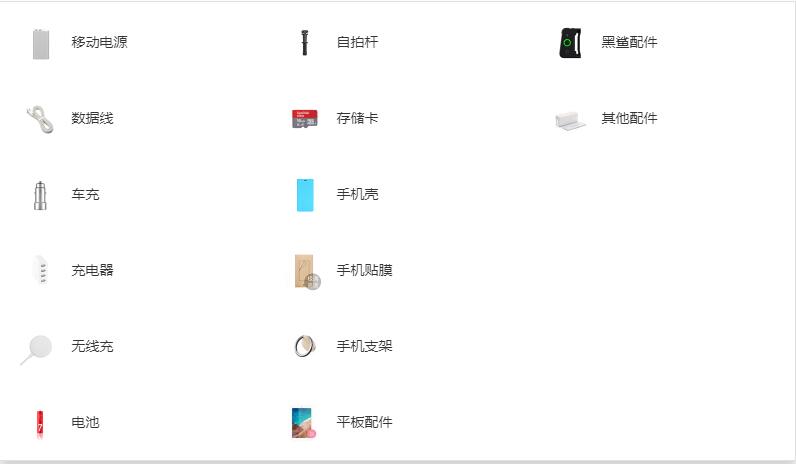 移动电源
数据线
车充
充电器
无线充
电池
自拍杆
存储卡
手机壳
手机贴膜
手机支架
平板配件
黑鲨配件
其他配件